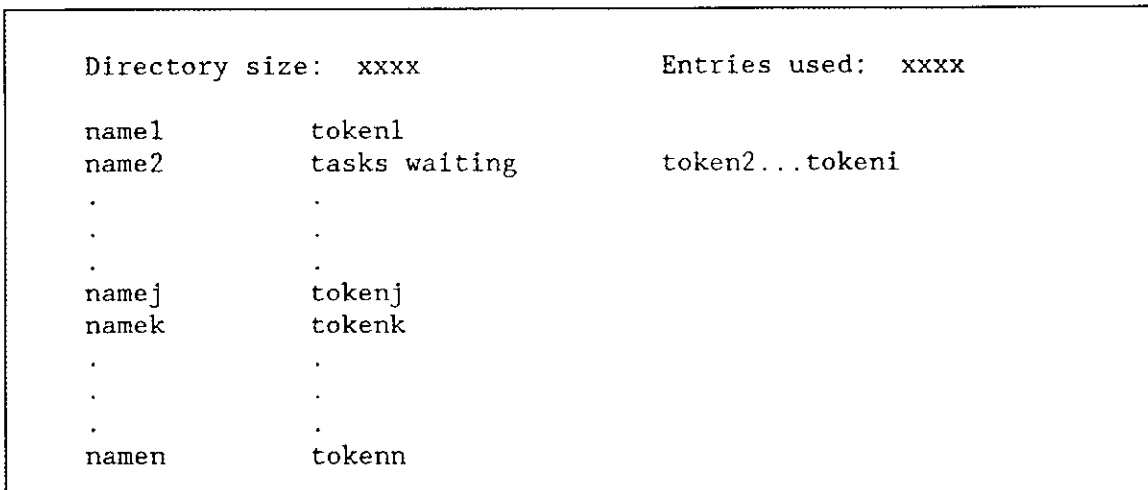 Directory size: xxxx Entries used: xxxx
name1 token1
name2 tasks waiting token2...tokeni
. .
. .
. .
namej tokenj
namek tokenk
. .
. .
. .
namen tokenn